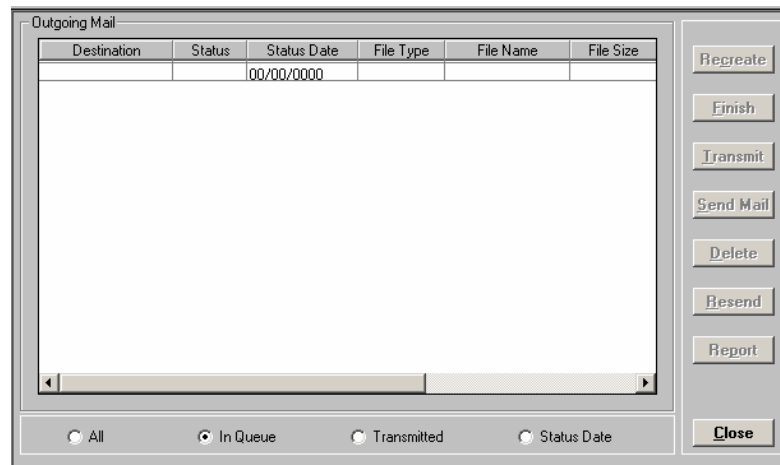 Outgoing Mail
Destination Status Status Date File Type File Name File Size
00/00/0000
Recreate
Finish
Transmit
Send Mail
Delete
Resend
Report
All In Queue Transmitted Status Date
Close